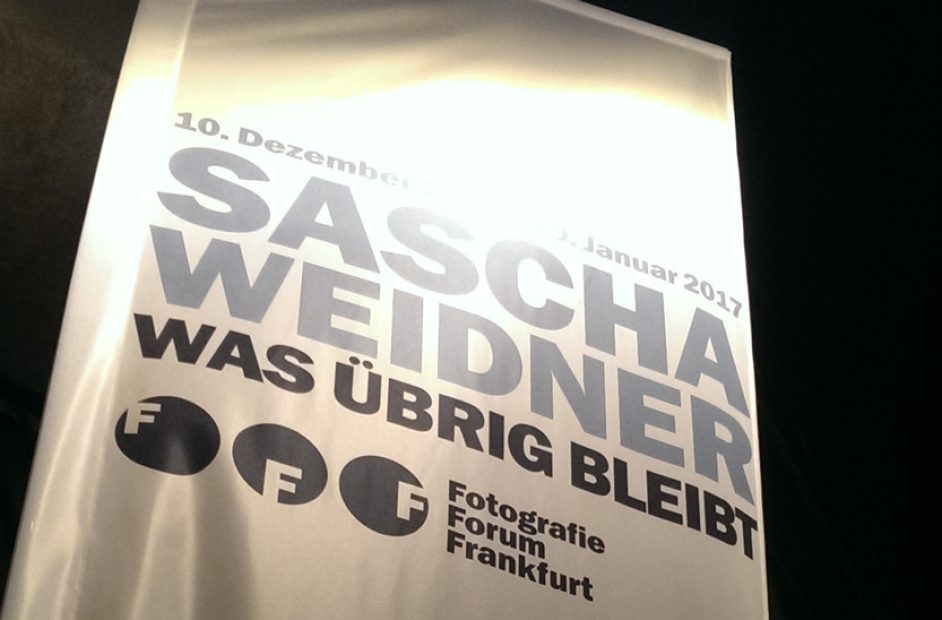 10. Dezember
9. Januar 2017
SASCHA
WEIDNER
WAS ÜBRIG BLEIBT
F F F
Fotografie
Forum
Frankfurt